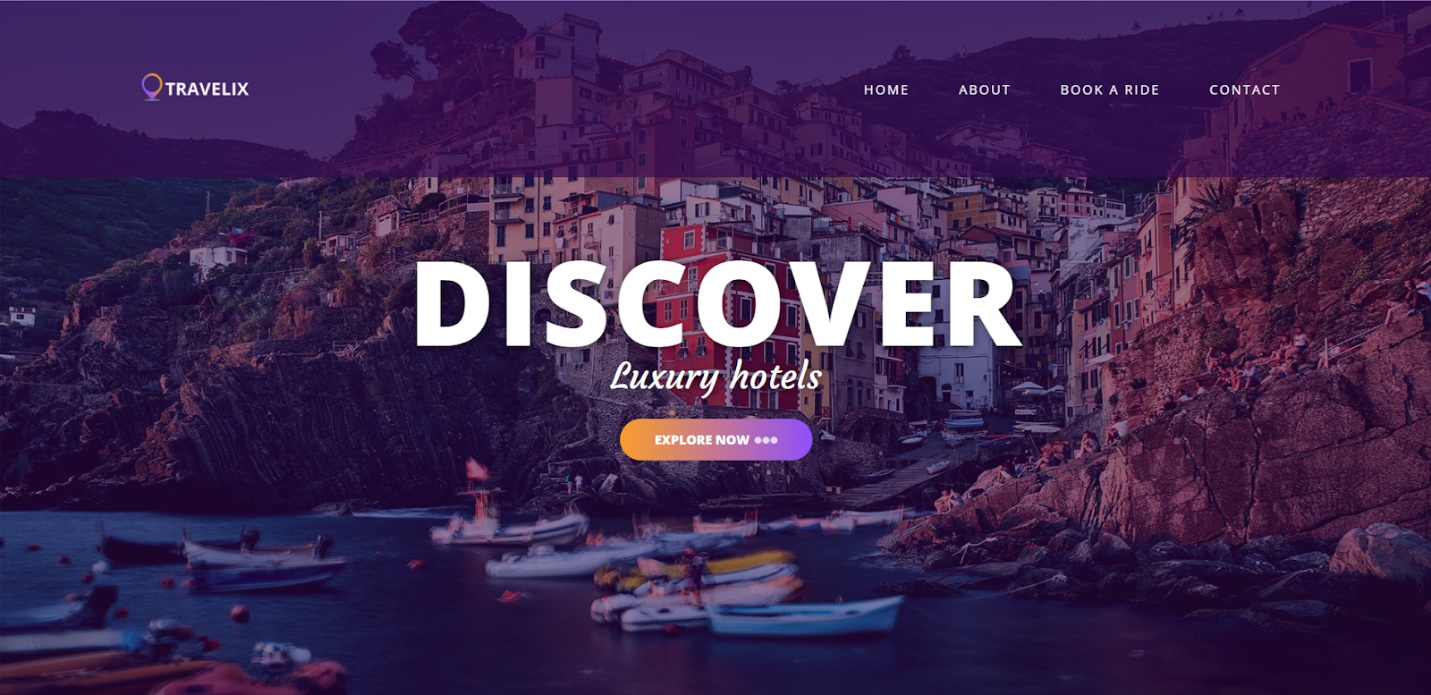 TRAVELIX
HOME ABOUT BOOK A RIDE CONTACT
DISCOVER
Luxury hotels
EXPLORE NOW